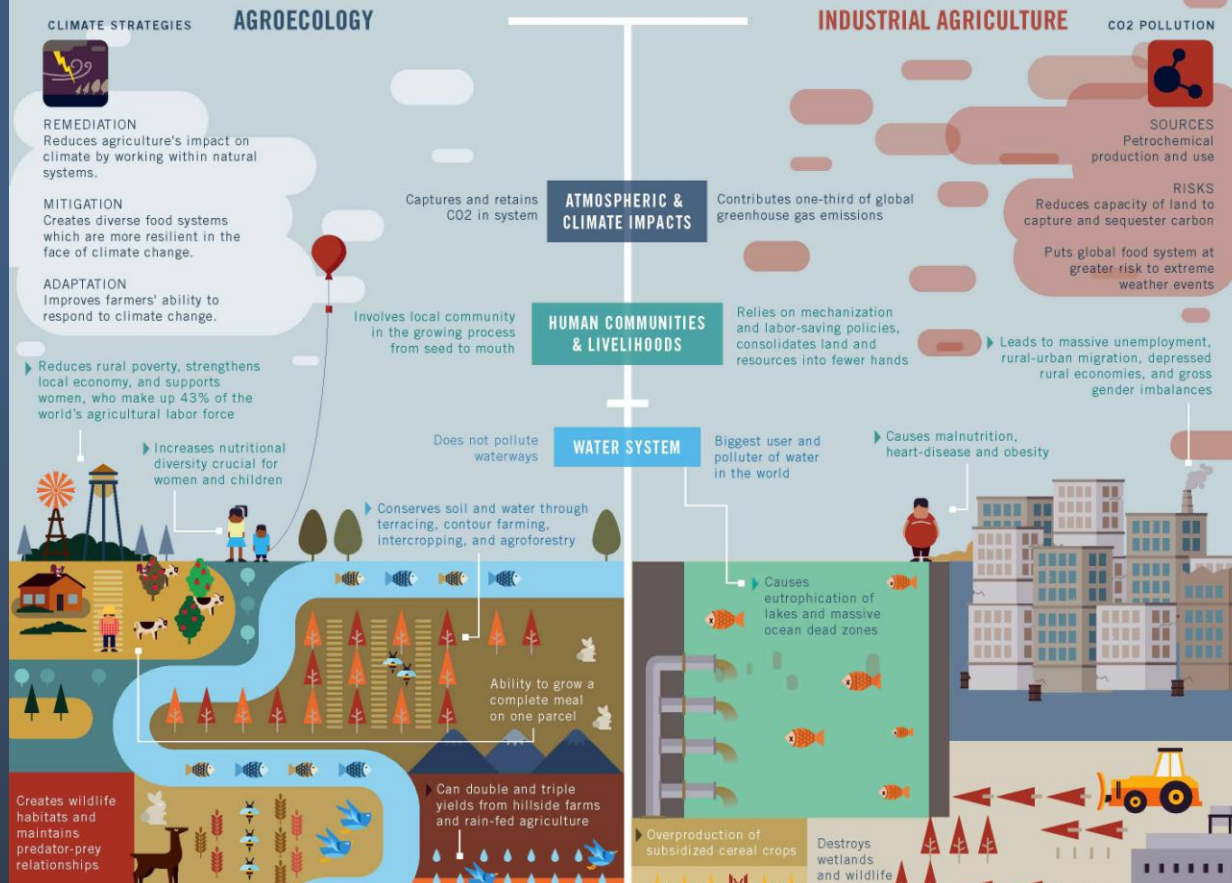 CLIMATE STRATEGIES
AGROECOLOGY
INDUSTRIAL AGRICULTURE
CO2 POLLUTION
REMEDIATION
Reduces agriculture's impact on
climate by working within natural
systems.
MITIGATION
Creates diverse food systems
which are more resilient in the
face of climate change.
ADAPTATION
Improves farmers' ability to
respond to climate change.
SOURCES
Petrochemical
production and use
RISKS
Reduces capacity of land to
capture and sequester carbon
Puts global food system at
greater risk to extreme
weather events
Captures and retains
CO2 in system
ATMOSPHERIC &
CLIMATE IMPACTS
Contributes one-third of global
greenhouse gas emissions
Involves local community
in the growing process
from seed to mouth
HUMAN COMMUNITIES
& LIVELIHOODS
Relies on mechanization
and labor-saving policies,
consolidates land and
resources into fewer hands
Leads to massive unemployment,
rural-urban migration, depressed
rural economies, and gross
gender imbalances
Reduces rural poverty, strengthens
local economy, and supports
women, who make up 43% of the
world's agricultural labor force
Increases nutritional
diversity crucial for
women and children
Does not pollute
waterways
WATER SYSTEM
Biggest user and
polluter of water
in the world
Causes malnutrition,
heart-disease and obesity
Conserves soil and water through
terracing, contour farming,
intercropping, and agroforestry
Causes
eutrophication of
lakes and massive
ocean dead zones
Ability to grow a
complete meal
on one parcel
Creates wildlife
habitats and
maintains
predator-prey
relationships
Can double and triple
yields from hillside farms
and rain-fed agriculture
Overproduction of
subsidized cereal crops
Destroys
wetlands
and wildlife